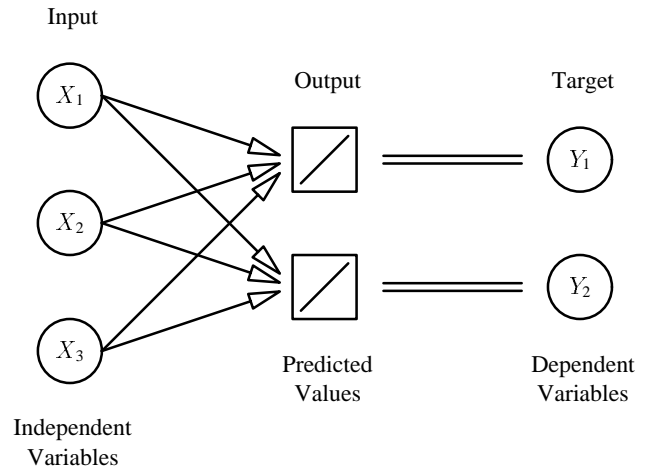 Input
Output
Target
X1
X2
X3
Y1
Y2
Predicted
Values
Dependent
Variables
Independent
Variables